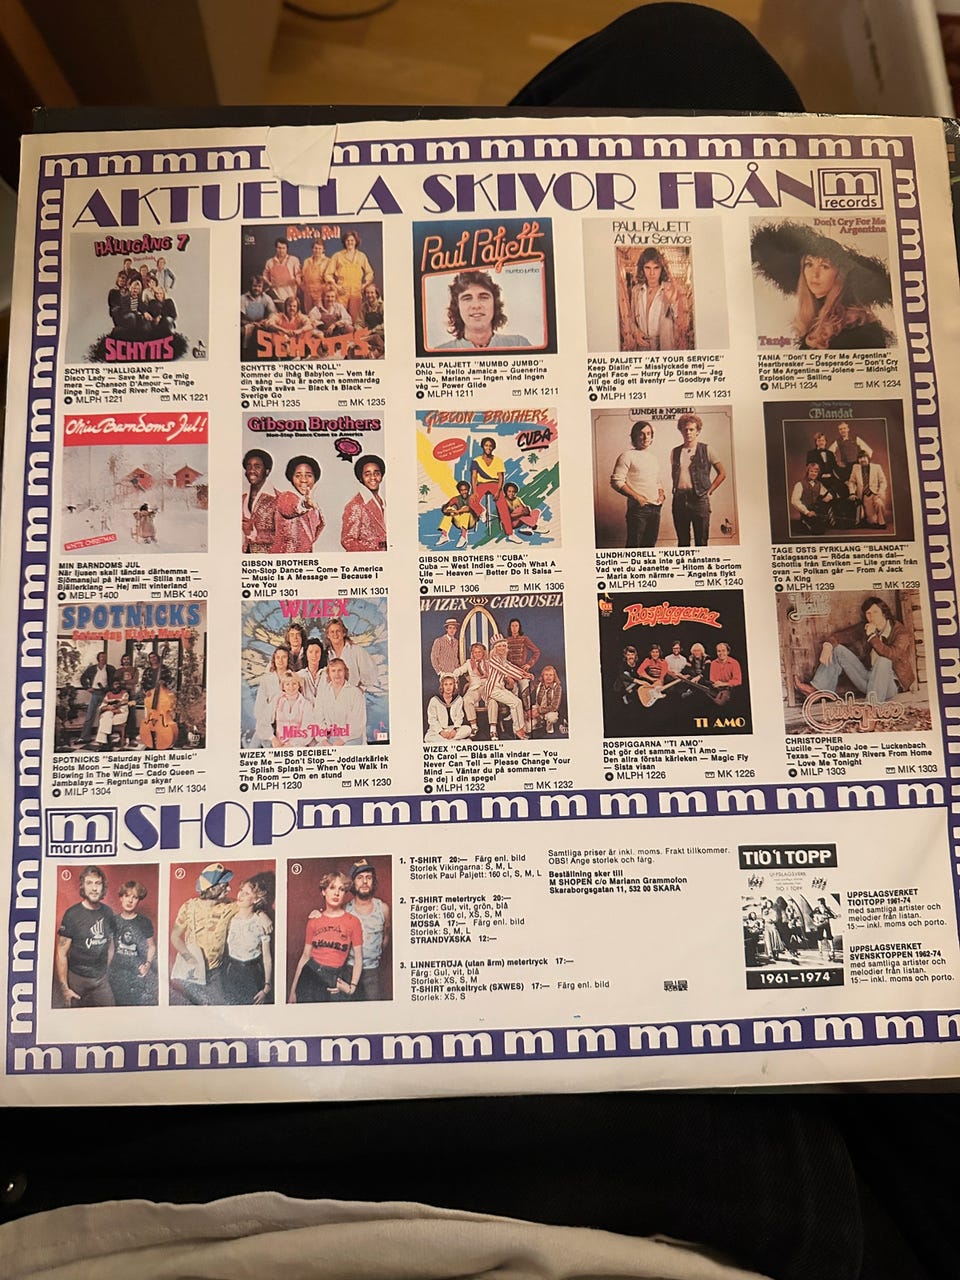 AKTUELLA SKIVOR FRÅN m records
HÄLLIGÅNG 7
SCHYTTS
SCHYTTS "HÄLLIGÅNG 7"
Disco Lady — Save Me — Ge mig
mera — Chanson D'Amour — Tinge
linge ling — Red River Rock
MLPH 1221 MK 1221
Rock'n Roll
SCHYTTS
SCHYTTS "ROCK'N ROLL"
Kommer du ihåg Babylon — Vem får
din sång — Du är som en sommardag
— Svåva svåva — Black Is Black —
Sverige Go
MLPH 1235 MK 1235
Paul Paljett
mumbo jumbo
PAUL PALJETT "MUMBO JUMBO"
Ohio — Hello Jamaica — Guenerina
— No, Mariann — Ingen vind Ingen
våg — Power Glide
MLPH 1211 MK 1211
PAUL PALJETT
At Your Service
PAUL PALJETT "AT YOUR SERVICE"
Keep Dialin' — Misslyckade mej —
Angel Face — Hurry Up Diana — Jag
vill ge dig ett äventyr — Goodbye For
A While
MLPH 1231 MK 1231
Don't Cry For Me
Argentina
Tania
TANIA "Don't Cry For Me Argentina"
Heartbreaker — Desperado — Don't Cry
For Me Argentina — Jolene — Midnight
Explosion — Sailing
MLPH 1234 MK 1234
Min Barndoms Jul!
WHITE CHRISTMAS
MIN BARNDOMS JUL
När ljusen skall tändas därhemma —
Sjömansjul på Hawaii — Stilla natt —
Bjällerklang — Hej mitt vinterland
MBLP 1400 MBK 1400
Gibson Brothers
Non-Stop Dance/Come to America
GIBSON BROTHERS
Non-Stop Dance — Come To America
— Music Is A Message — Because I
Love You
MILP 1301 MIK 1301
GIBSON BROTHERS
CUBA
GIBSON BROTHERS "CUBA"
Cuba — West Indies — Oooh What A
Life — Heaven — Better Do It Salsa —
You
MILP 1306 MIK 1306
LUNDH & NORELL
KULÖRT
LUNDH/NORELL "KULÖRT"
Sortin — Du ska inte gå nånstans —
Vad vet du Jeanette — Hitom & bortom
— Maria kom närmre — Ängelns flykt
MLPH 1240 MK 1240
Blandat
TAGE ÖSTS FYRKLANG "BLANDAT"
Taklagssnoa — Röda sandens dal—
Schottis från Enviken — Lite grann från
ovan — Polkan går — From A Jack
To A King
MLPH 1239 MK 1239
SPOTNICKS
Saturday Night Music
SPOTNICKS "Saturday Night Music"
Hoots Moon — Nadjas Theme —
Blowing In The Wind — Cado Queen —
Jambalaya — Regntunga skyar
MILP 1304 MIK 1304
WIZEX
Miss Decibel
WIZEX "MISS DECIBEL"
Save Me — Don't Stop — Joddlarkärlek
— Splish Splash — When You Walk In
The Room — Om en stund
MLPH 1230 MK 1230
WIZEX CAROUSEL
WIZEX "CAROUSEL"
Oh Carol — Blås alla vindar — You
Never Can Tell — Please Change Your
Mind — Väntar du på sommaren —
Se dej i din spegel
MLPH 1232 MK 1232
Rospiggarna
TI AMO
ROSPIGGARNA "TI AMO"
Det gör det samma — Ti Amo —
Den allra första kärleken — Magic Fly
— Sista visan
MLPH 1226 MK 1226
Christopher
CHRISTOPHER
Lucille — Tupelo Joe — Luckenbach
Texas — Too Many Rivers From Home
Love Me Tonight
MILP 1303 MIK 1303
m mariann SHOP
1
2
3
1. T-SHIRT 20:— Färg enl. bild
Storlek Vikingarna: S, M, L
Storlek Paul Paljett: 160 cl, S, M, L
2. T-SHIRT metertryck 20:—
Färger: Gul, vit, grön, blå
Storlek: 160 cl, XS, S, M
MÖSSA 17:— Färg enl. bild
Storlek: S, M, L
STRANDVÄSKA 12:—
3. LINNETRÖJA (utan ärm) metertryck 17:—
Färg: Gul, vit, blå
Storlek: XS, S, M
T-SHIRT enkeltryck (SÄWES) 17:— Färg enl. bild
Storlek: XS, S
Samtliga priser är inkl. moms. Frakt tillkommer.
OBS! Ange storlek och färg.
Beställning sker till
M SHOPEN c/o Mariann Grammofon
Skaraborgsgatan 11, 532 00 SKARA
TIO I TOPP
UPPSLAGSVERK
TIO I TOPP
1961–1974
UPPSLAGSVERKET
TIOITOPP 1961-74
med samtliga artister och
melodier från listan.
15:— inkl. moms och porto.
UPPSLAGSVERKET
SVENSKTOPPEN 1962-74
med samtliga artister och
melodier från listan.
15:— inkl. moms och porto.